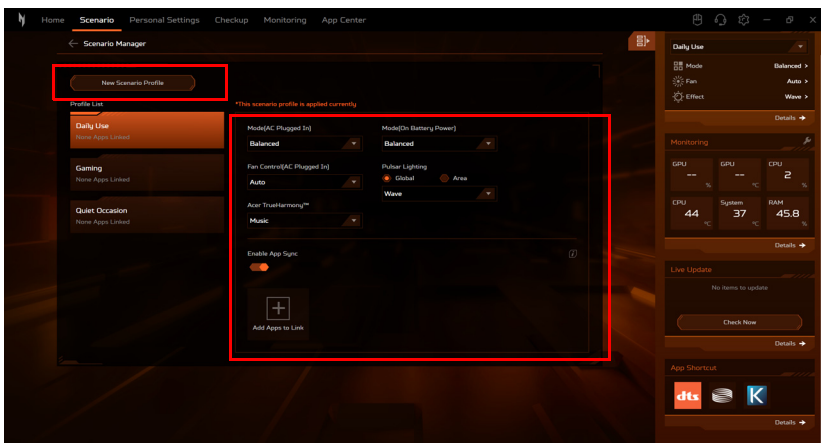 Home Scenario Personal Settings Checkup Monitoring App Center
Scenario Manager
New Scenario Profile
Profile List
Daily Use
None Apps Linked
Gaming
None Apps Linked
Quiet Occasion
None Apps Linked
*This scenario profile is applied currently
Mode(AC Plugged In) Mode(On Battery Power)
Balanced Balanced
Fan Control(AC Plugged In) Pulsar Lighting
Auto Global Area
Wave
Acer TrueHarmony™
Music
Enable App Sync
Add Apps to Link
Daily Use
Mode Balanced >
Fan Auto >
Effect Wave >
Details →
Monitoring
GPU GPU CPU
-- -- 2
% °C %
CPU System RAM
44 37 45.8
°C °C %
Details →
Live Update
No items to update
Check Now
Details →
App Shortcut
dts K
Details →